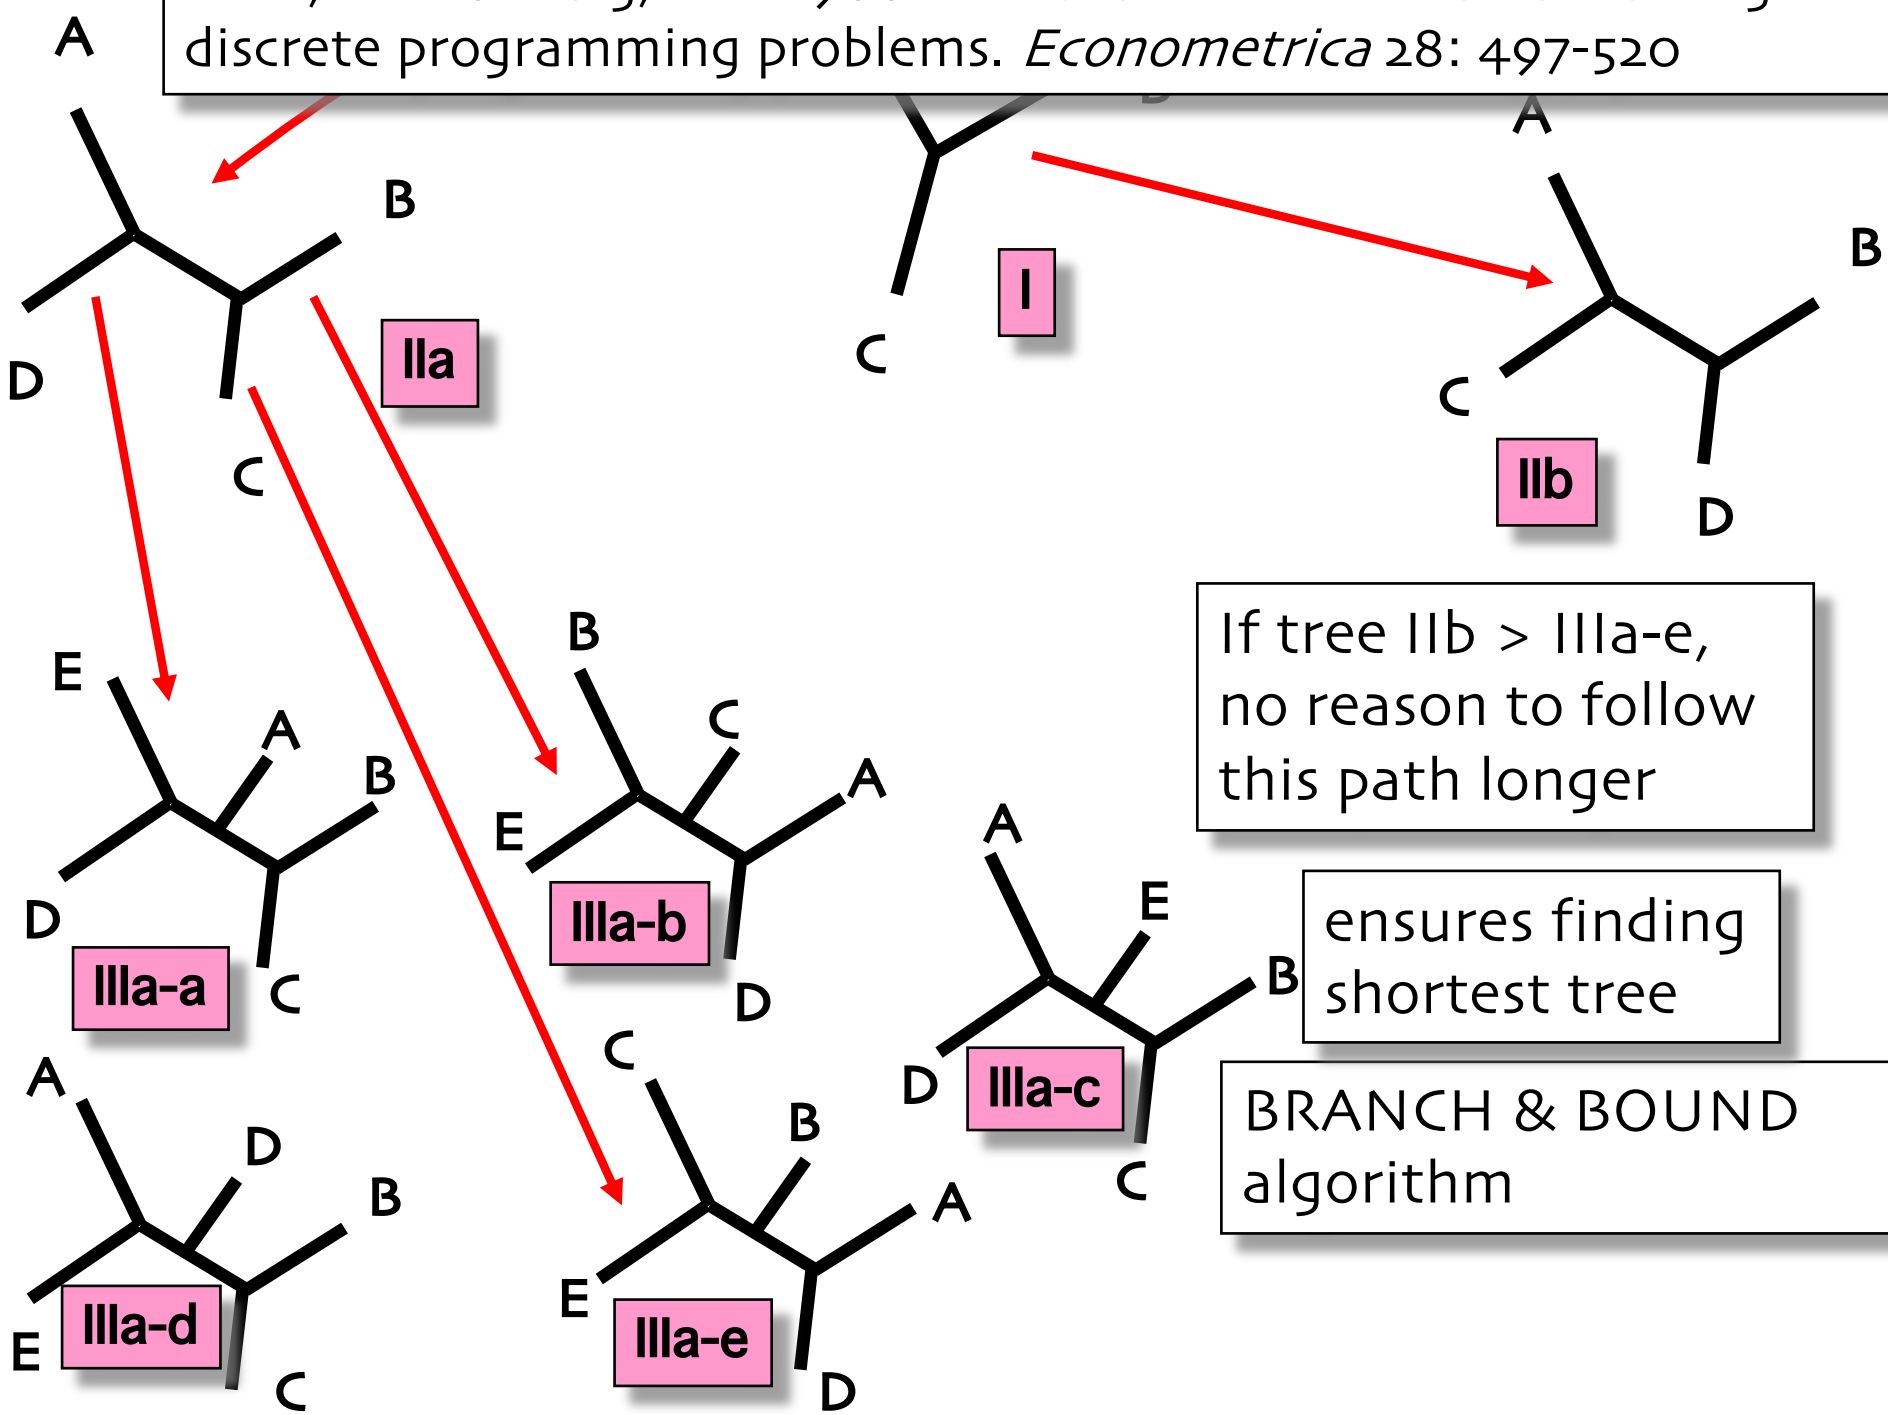 discrete programming problems. Econometrica 28: 497-520
A
B
D
C
IIa
C
I
A
B
C
D
IIb
If tree IIb > IIIa-e,
no reason to follow
this path longer
ensures finding
shortest tree
BRANCH & BOUND
algorithm
E
A
B
D
C
IIIa-a
B
C
A
E
D
IIIa-b
A
E
B
D
C
IIIa-c
A
D
B
E
C
IIIa-d
C
B
A
E
D
IIIa-e